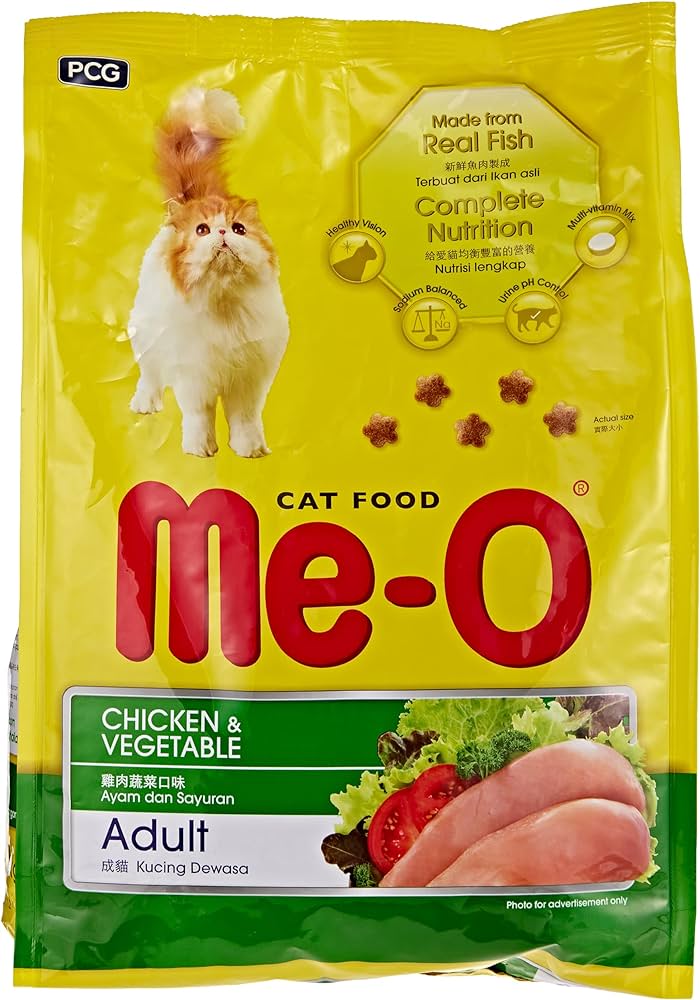 PCG
Made from
Real Fish
新鮮魚肉製成
Terbuat dari Ikan asli
Complete
Nutrition
給愛貓均衡豐富的營養
Nutrisi lengkap
Healthy Vision
Sodium Balanced
Na
Urine pH Control
Multi-vitamin Mix
Actual size
實際大小
CAT FOOD
Me-O®
CHICKEN &
VEGETABLE
雞肉蔬菜口味
Ayam dan Sayuran
Adult
成貓 Kucing Dewasa
Photo for advertisement only